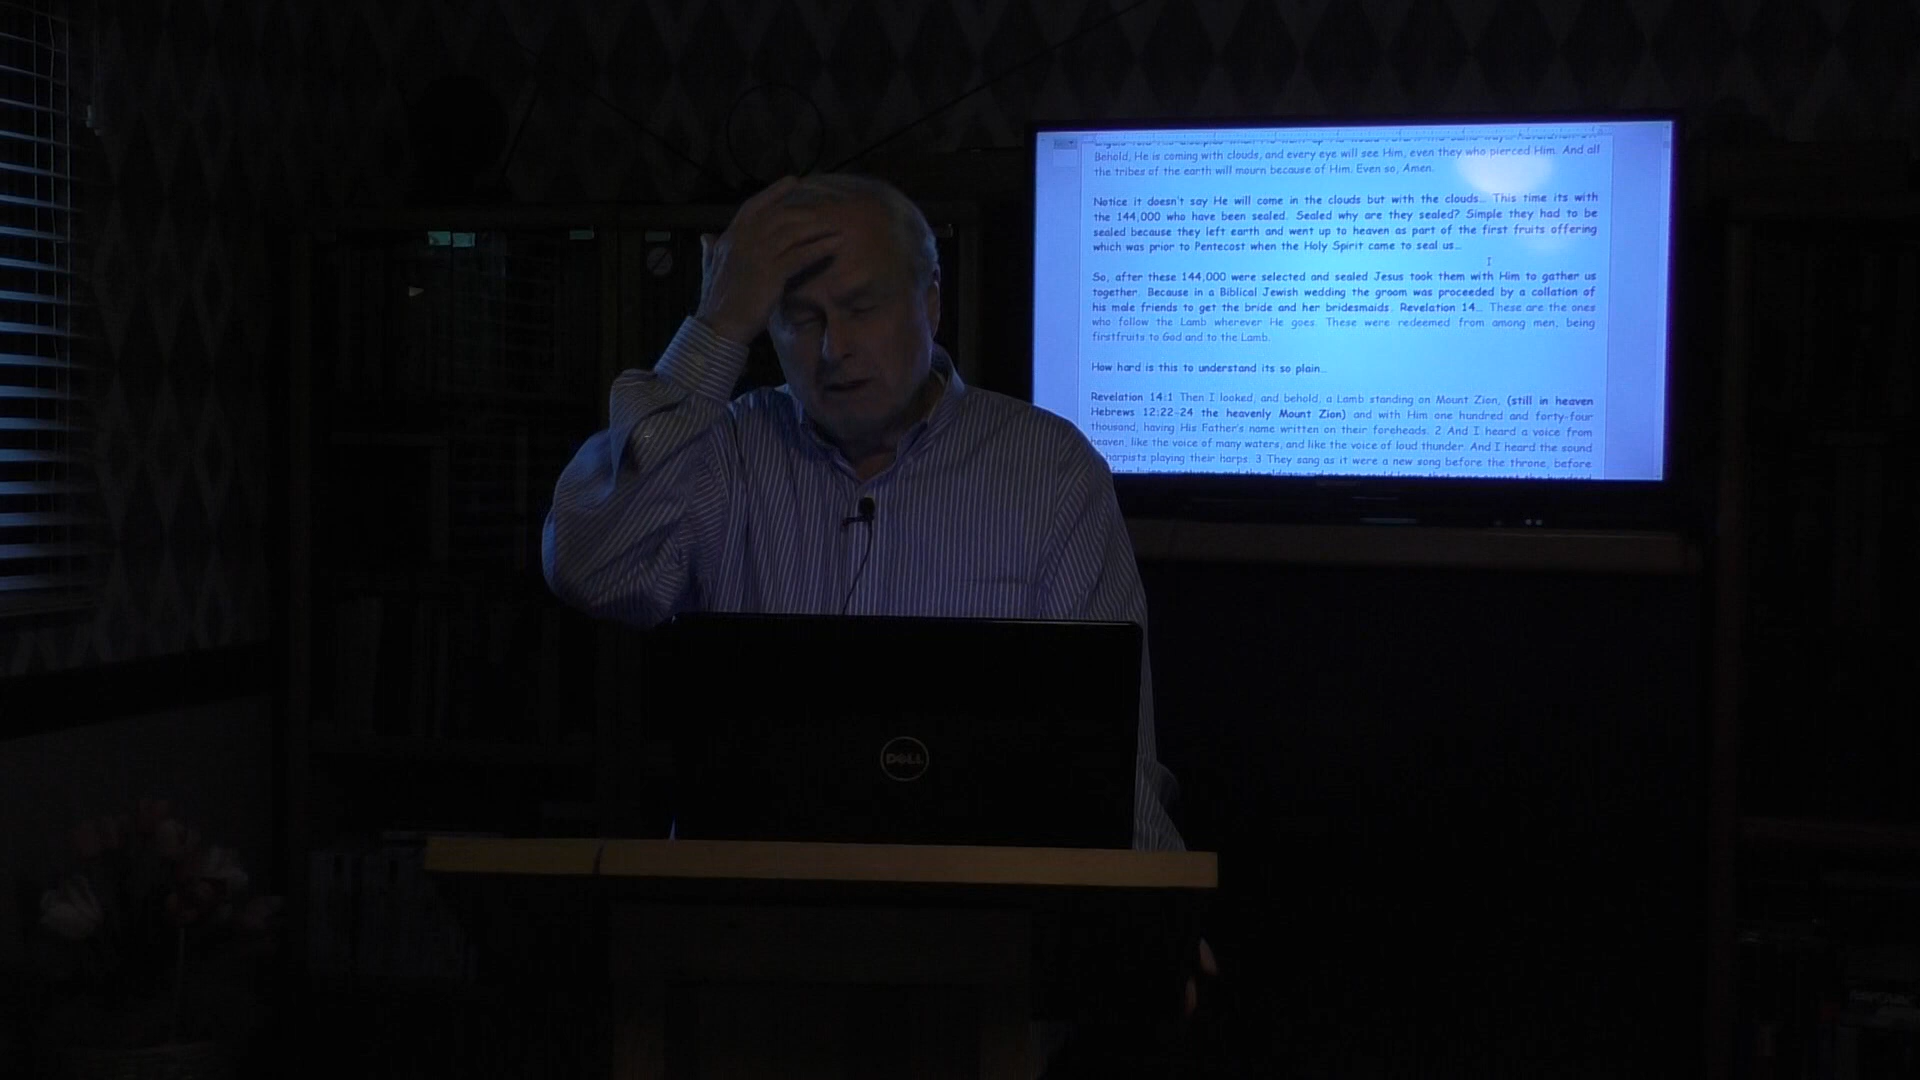 Behold, He is coming with clouds, and every eye will see Him, even they who pierced Him. And all
the tribes of the earth will mourn because of Him. Even so, Amen.
Notice it doesn't say He will come in the clouds but with the clouds... This time its with
the 144,000 who have been sealed. Sealed why are they sealed? Simple they had to be
sealed because they left earth and went up to heaven as part of the first fruits offering
which was prior to Pentecost when the Holy Spirit came to seal us...
So, after these 144,000 were selected and sealed Jesus took them with Him to gather us
together. Because in a Biblical Jewish wedding the groom was proceeded by a collation of
his male friends to get the bride and her bridesmaids. Revelation 14... These are the ones
who follow the Lamb wherever He goes. These were redeemed from among men, being
firstfruits to God and to the Lamb.
How hard is this to understand its so plain...
Revelation 14:1 Then I looked, and behold, a Lamb standing on Mount Zion, (still in heaven
Hebrews 12:22-24 the heavenly Mount Zion) and with Him one hundred and forty-four
thousand, having His Father's name written on their foreheads. 2 And I heard a voice from
heaven, like the voice of many waters, and like the voice of loud thunder. And I heard the sound
harpists playing their harps. 3 They sang as it were a new song before the throne, before
DELL